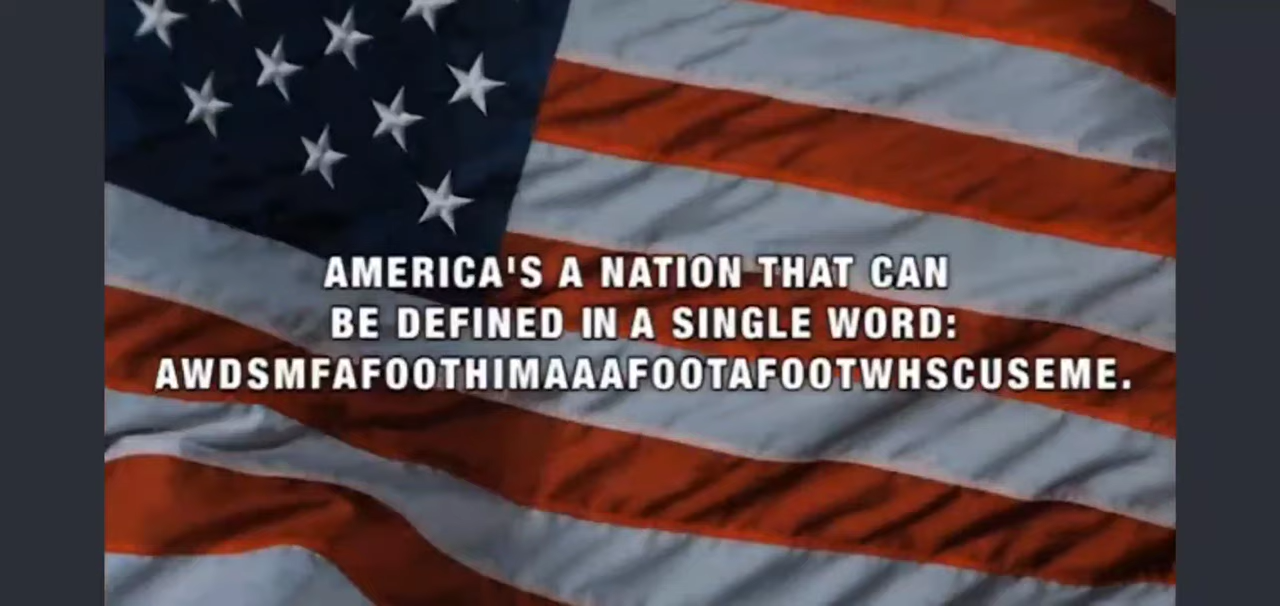 AMERICA'S A NATION THAT CAN
BE DEFINED IN A SINGLE WORD:
AWDSMFAFOOTHIMAAAFOOTAFOOTWHSCUSEME.